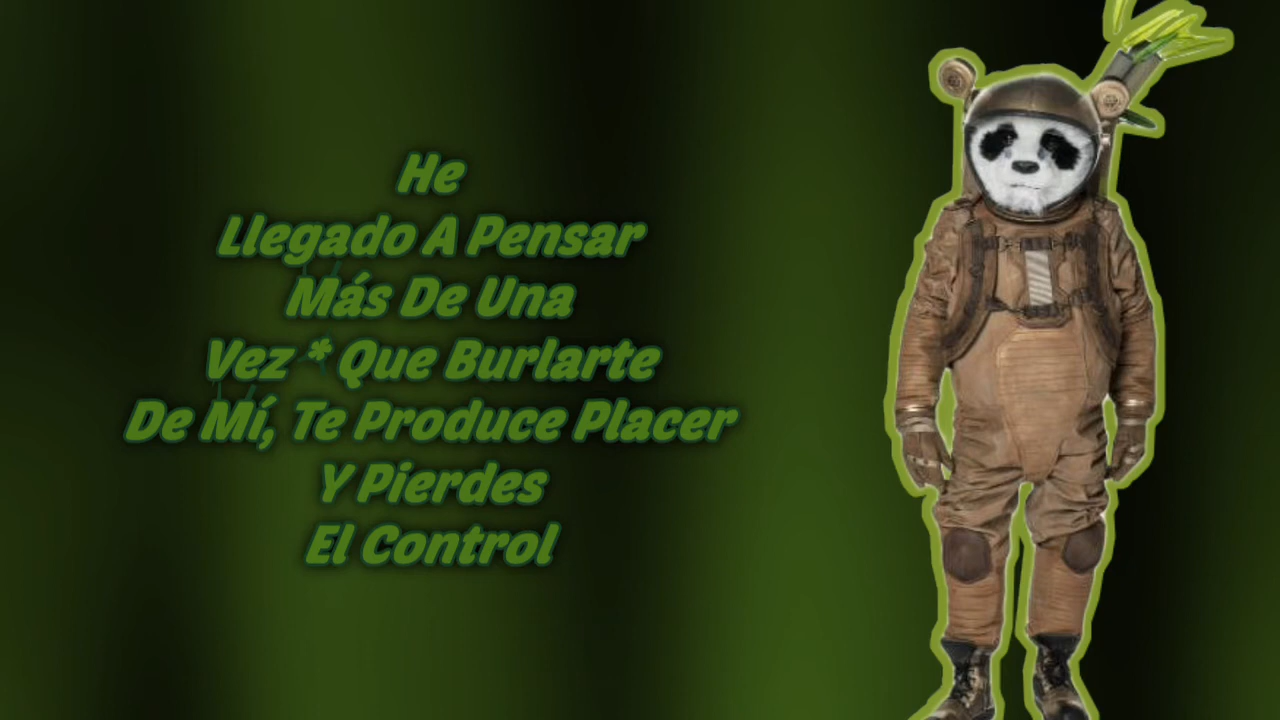 He
Llegado A Pensar
Más De Una
Vez * Que Burlarte
De Mí, Te Produce Placer
Y Pierdes
El Control